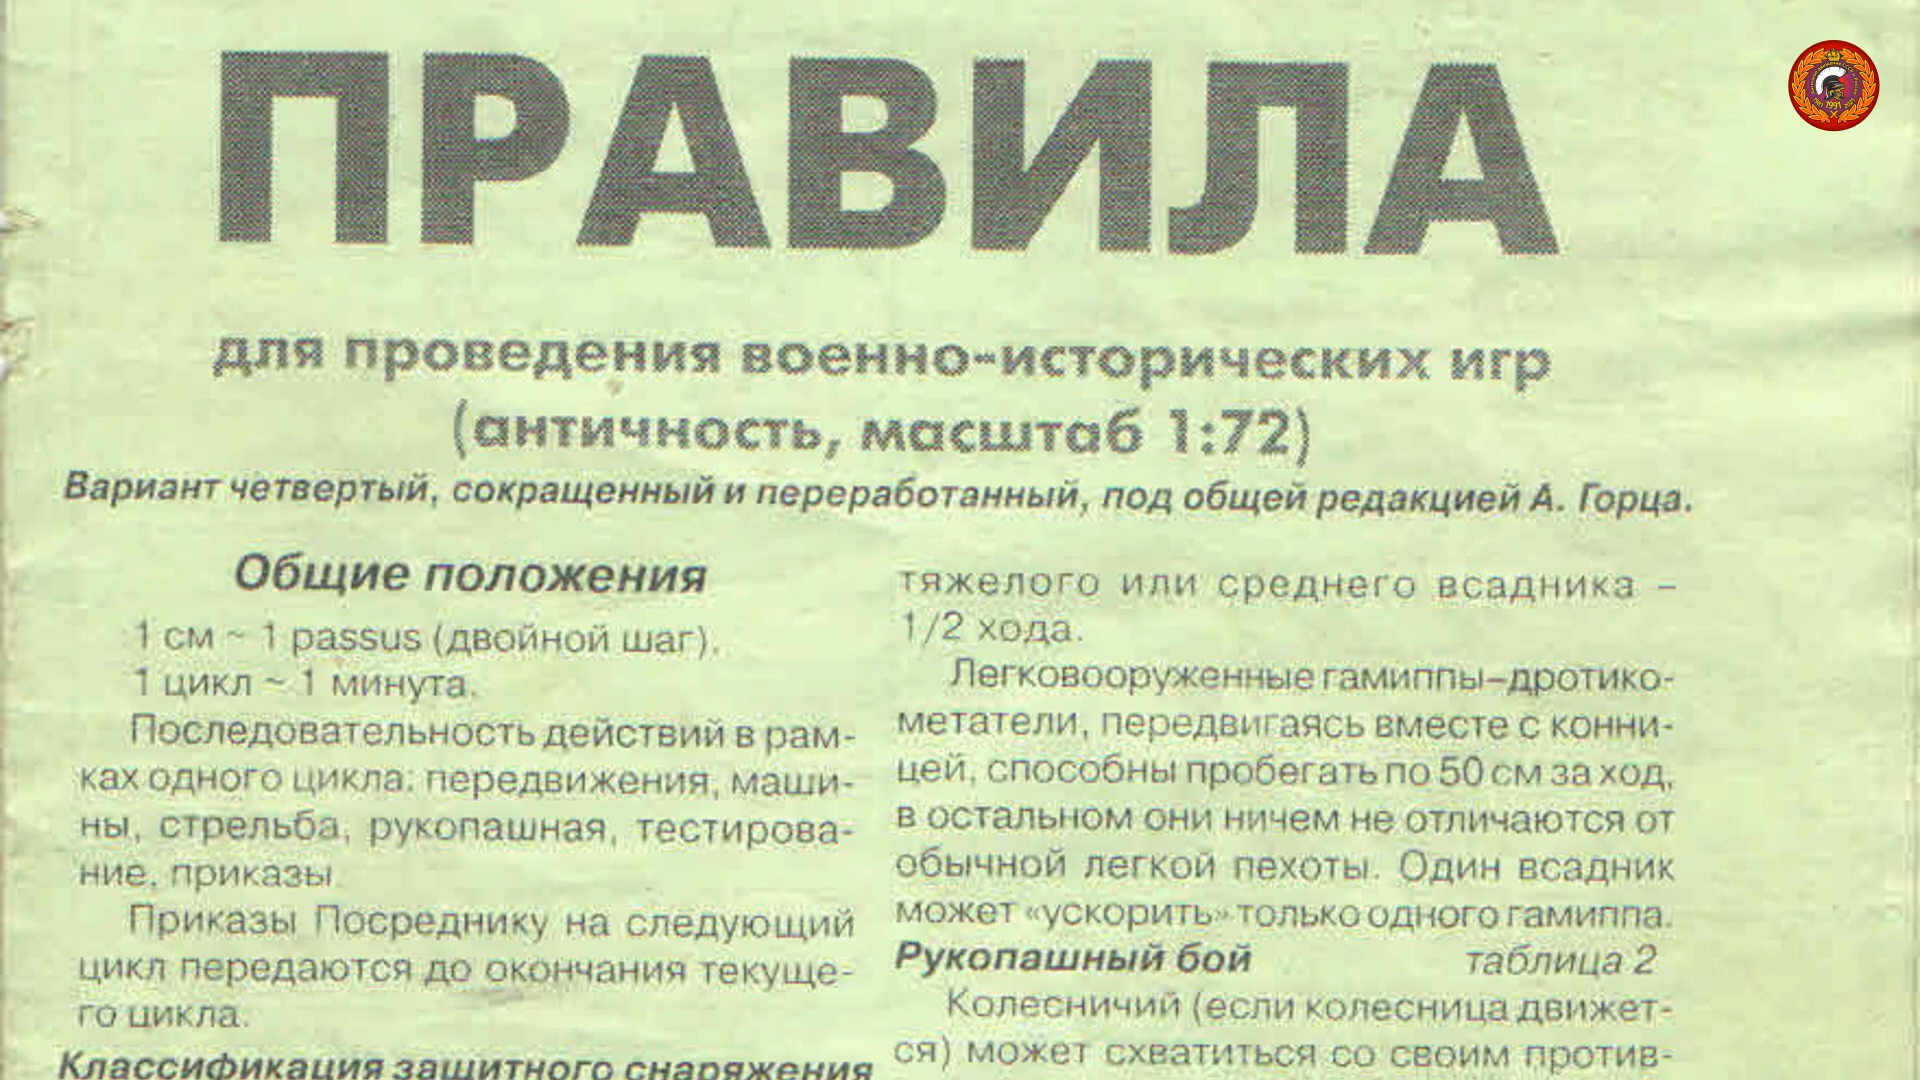 ПРАВИЛА
для проведения военно-исторических игр
(античность, масштаб 1:72)
Вариант четвертый, сокращенный и переработанный, под общей редакцией А. Горца.
Общие положения
1 см ~ 1 passus (двойной шаг).
1 цикл ~ 1 минута.
Последовательность действий в рам-
ках одного цикла: передвижения, маши-
ны, стрельба, рукопашная, тестирова-
ние, приказы.
Приказы Посреднику на следующий
цикл передаются до окончания текуще-
го цикла.
Классификация защитного снаряжения
тяжелого или среднего всадника –
1/2 хода.
Легковооруженные гамиппы–дротико-
метатели, передвигаясь вместе с конни-
цей, способны пробегать по 50 см за ход,
в остальном они ничем не отличаются от
обычной легкой пехоты. Один всадник
может «ускорить» только одного гамиппа.
Рукопашный бой таблица 2
Колесничий (если колесница движет-
ся) может схватиться со своим против-
1991